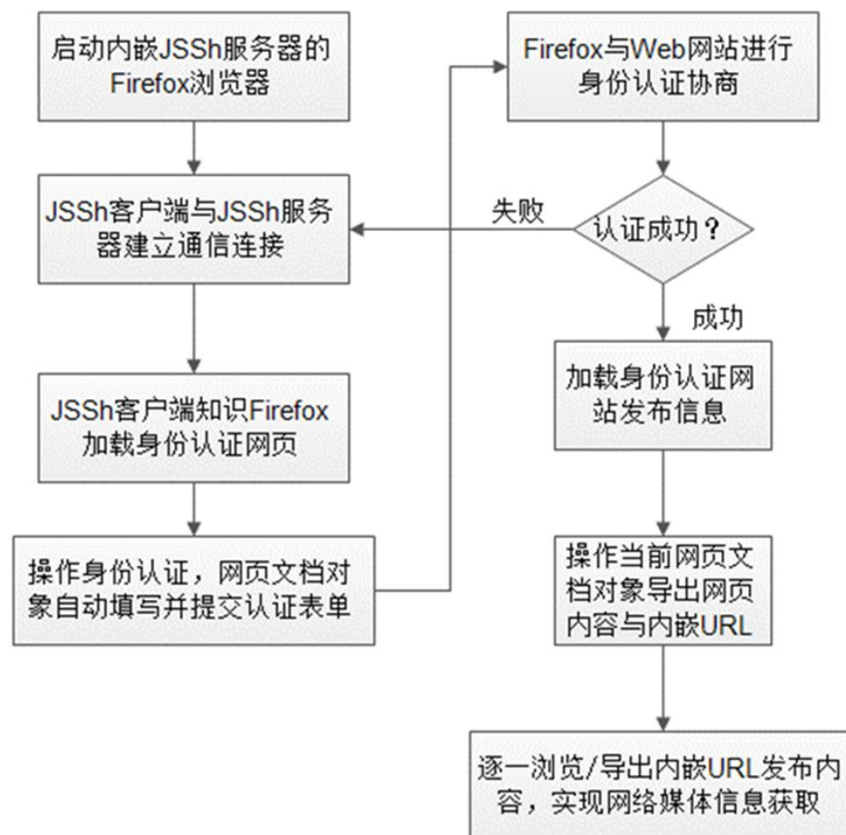 启动内嵌JSSh服务器的
Firefox浏览器
JSSh客户端与JSSh服务
器建立通信连接
JSSh客户端知识Firefox
加载身份认证网页
操作身份认证，网页文档对
象自动填写并提交认证表单
Firefox与Web网站进行
身份认证协商
认证成功？
失败
成功
加载身份认证网
站发布信息
操作当前网页文
档对象导出网页
内容与内嵌URL
逐一浏览/导出内嵌URL发布内
容，实现网络媒体信息获取